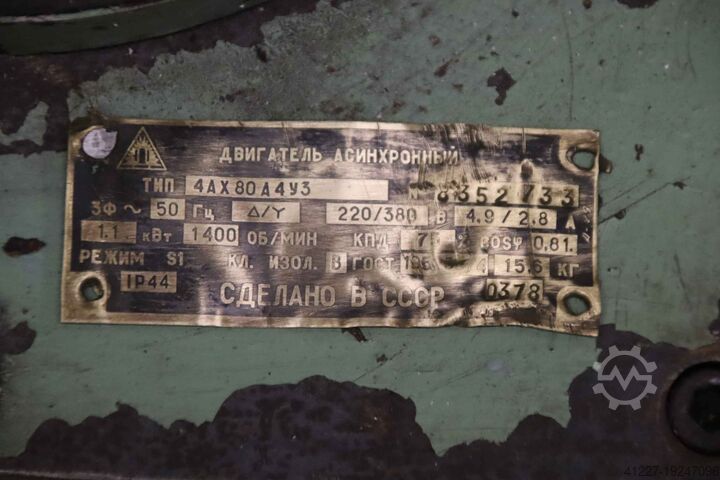 ДВИГАТЕЛЬ АСИНХРОННЫЙ
ТИП 4АХ80А4У3 N 8352733
3Ф ~ 50 Гц Δ/Y 220/380 В 4.9/2.8 А
1.1 кВт 1400 ОБ/МИН КПД % cosφ 0,81.
РЕЖИМ S1 КЛ. ИЗОЛ. В ГОСТ 15.6 КГ
IP44 СДЕЛАНО В СССР 0378
41227-19247096